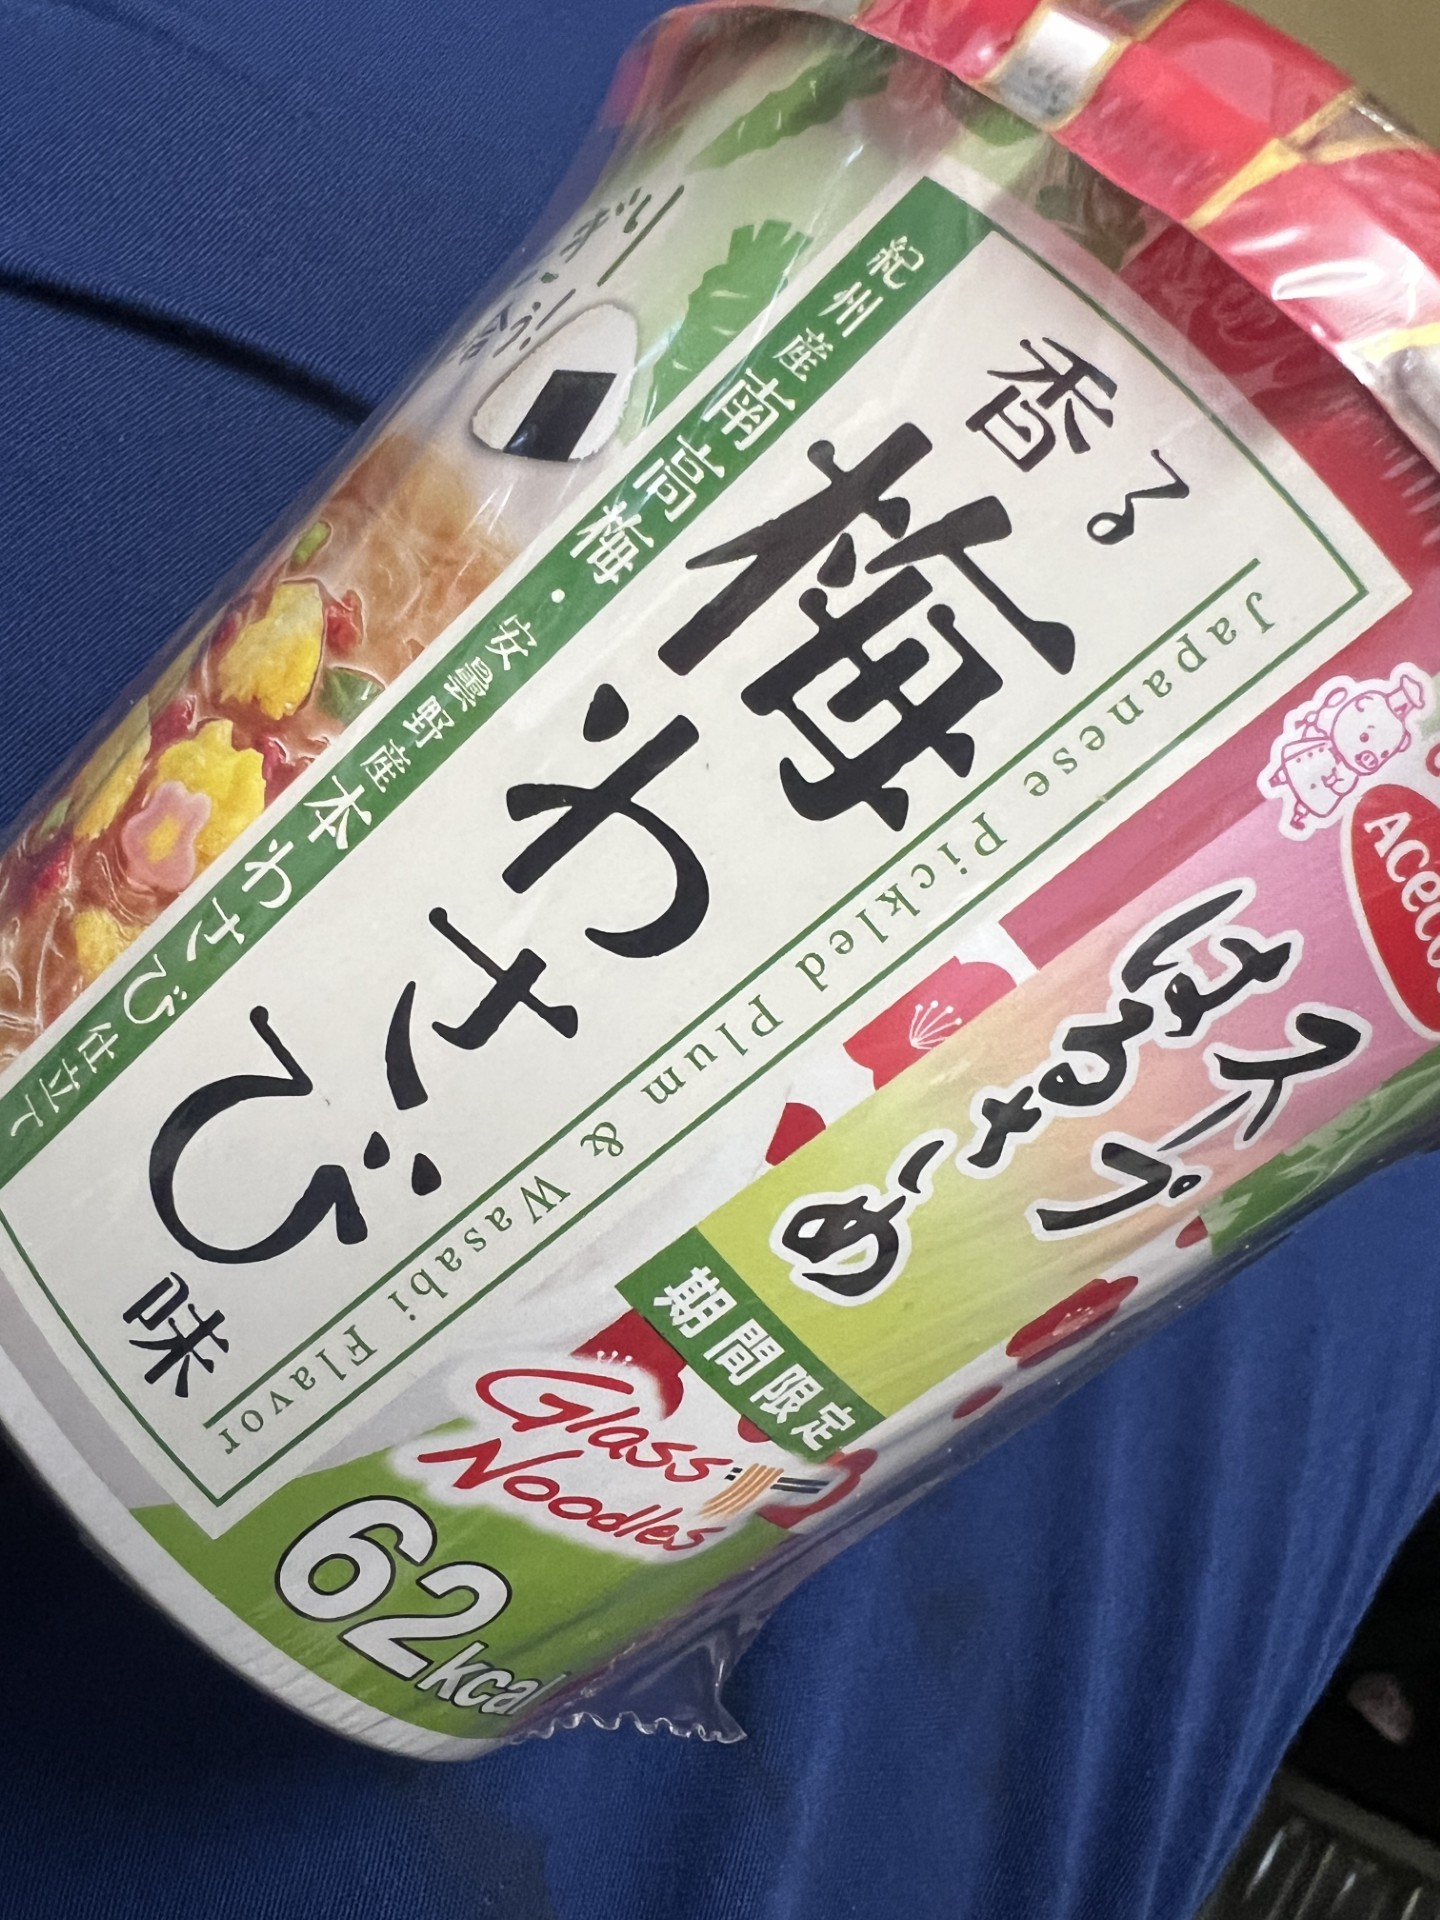 スープ
はるさめ
期間限定
香る
梅わさび
味
Japanese Pickled Plum & Wasabi Flavor
紀州産南高梅・安曇野産本わさび仕立て
Glass
Noodles
62kcal